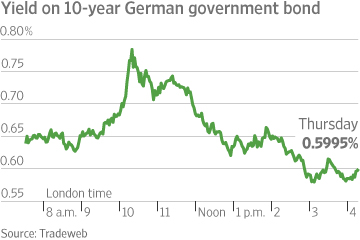 Yield on 10-year German government bond
0.80%
0.75
0.70
0.65
0.60
0.55
Thursday
0.5995%
London time
8 a.m. 9 10 11 Noon 1 p.m. 2 3 4
Source: Tradeweb